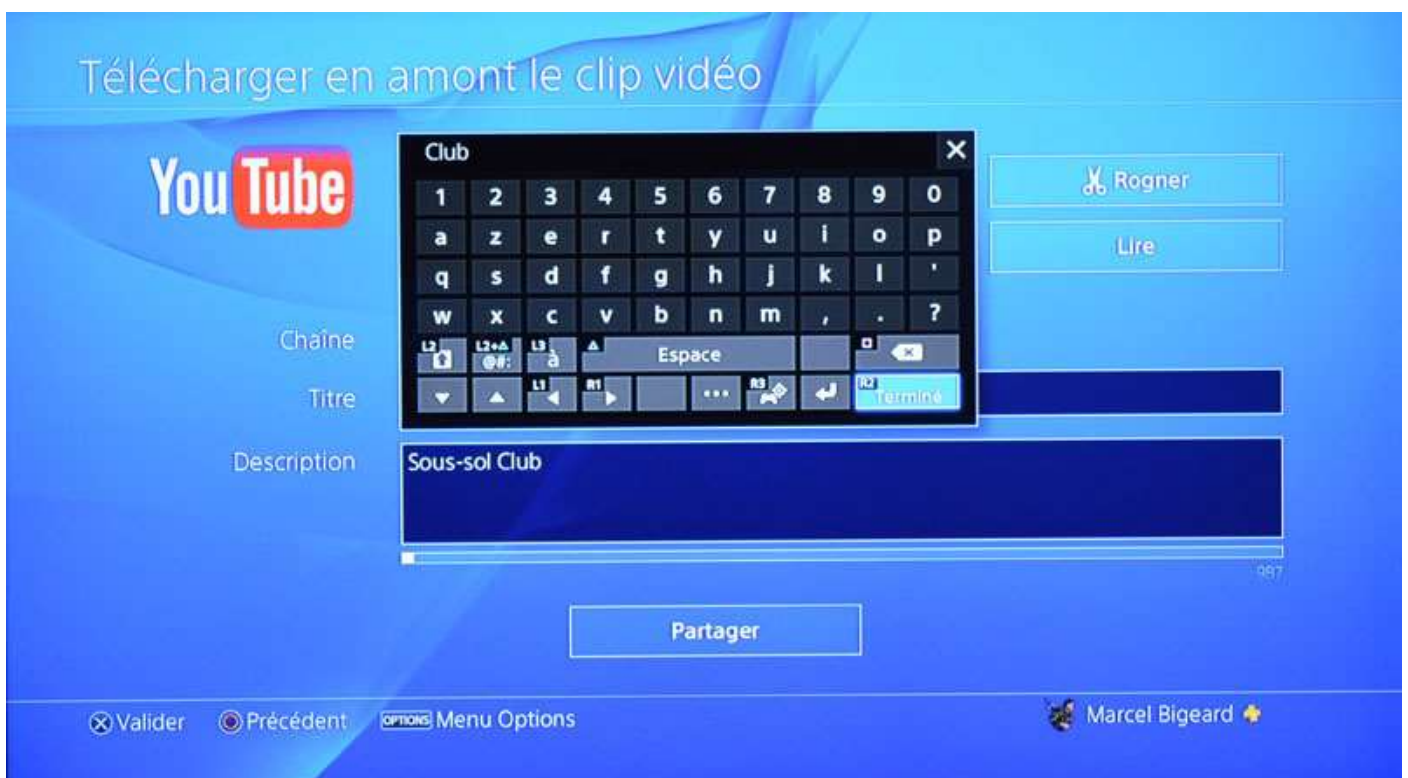 Télécharger en amont le clip vidéo
YouTube
Club
1 2 3 4 5 6 7 8 9 0
a z e r t y u i o p
q s d f g h j k l '
w x c v b n m , . ?
L2 L2+△ @#: L3 à △ Espace □
L1 R1 ... R3 R2 Terminé
Rogner
Lire
Chaîne
Titre
Description
Sous-sol Club
997
Partager
Valider Précédent OPTIONS Menu Options
Marcel Bigeard